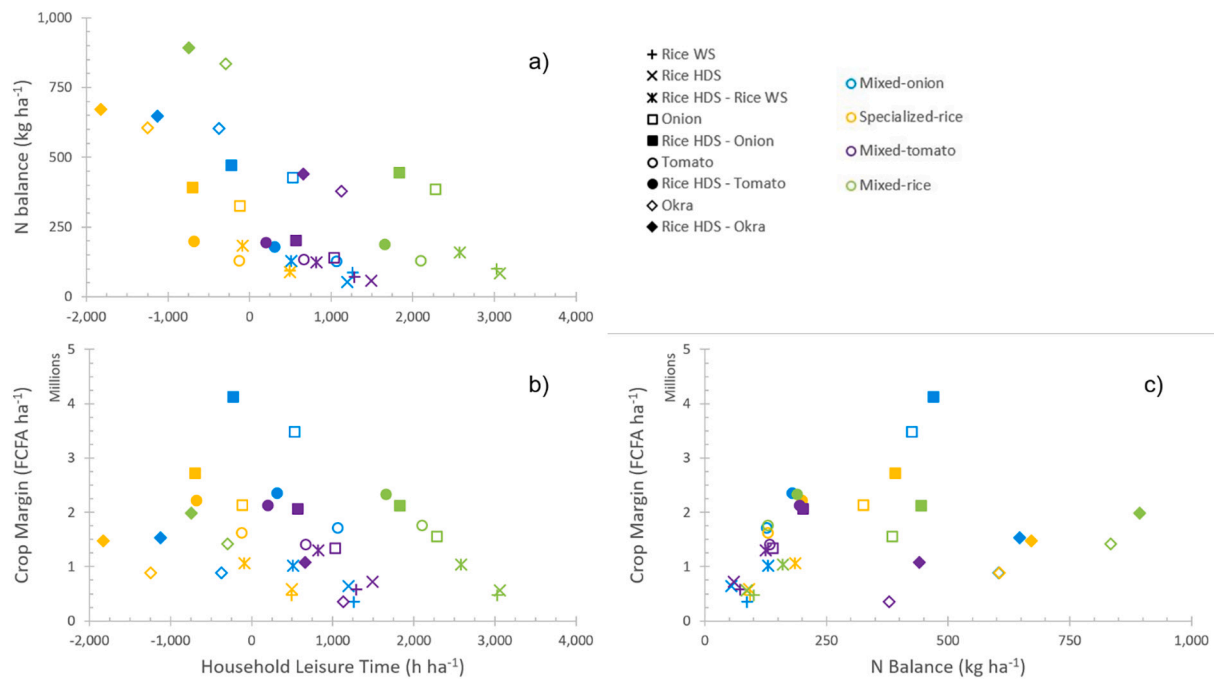 1,000
750
500
250
0
N balance (kg ha-1)
-2,000 -1,000 0 1,000 2,000 3,000 4,000
a)
Rice WS
Rice HDS
Rice HDS - Rice WS
Onion
Rice HDS - Onion
Tomato
Rice HDS - Tomato
Okra
Rice HDS - Okra
Mixed-onion
Specialized-rice
Mixed-tomato
Mixed-rice
5
4
3
2
1
0
Millions
Crop Margin (FCFA ha-1)
b)
-2,000 -1,000 0 1,000 2,000 3,000 4,000
Household Leisure Time (h ha-1)
5
4
3
2
1
0
Millions
Crop Margin (FCFA ha-1)
c)
0 250 500 750 1,000
N Balance (kg ha-1)